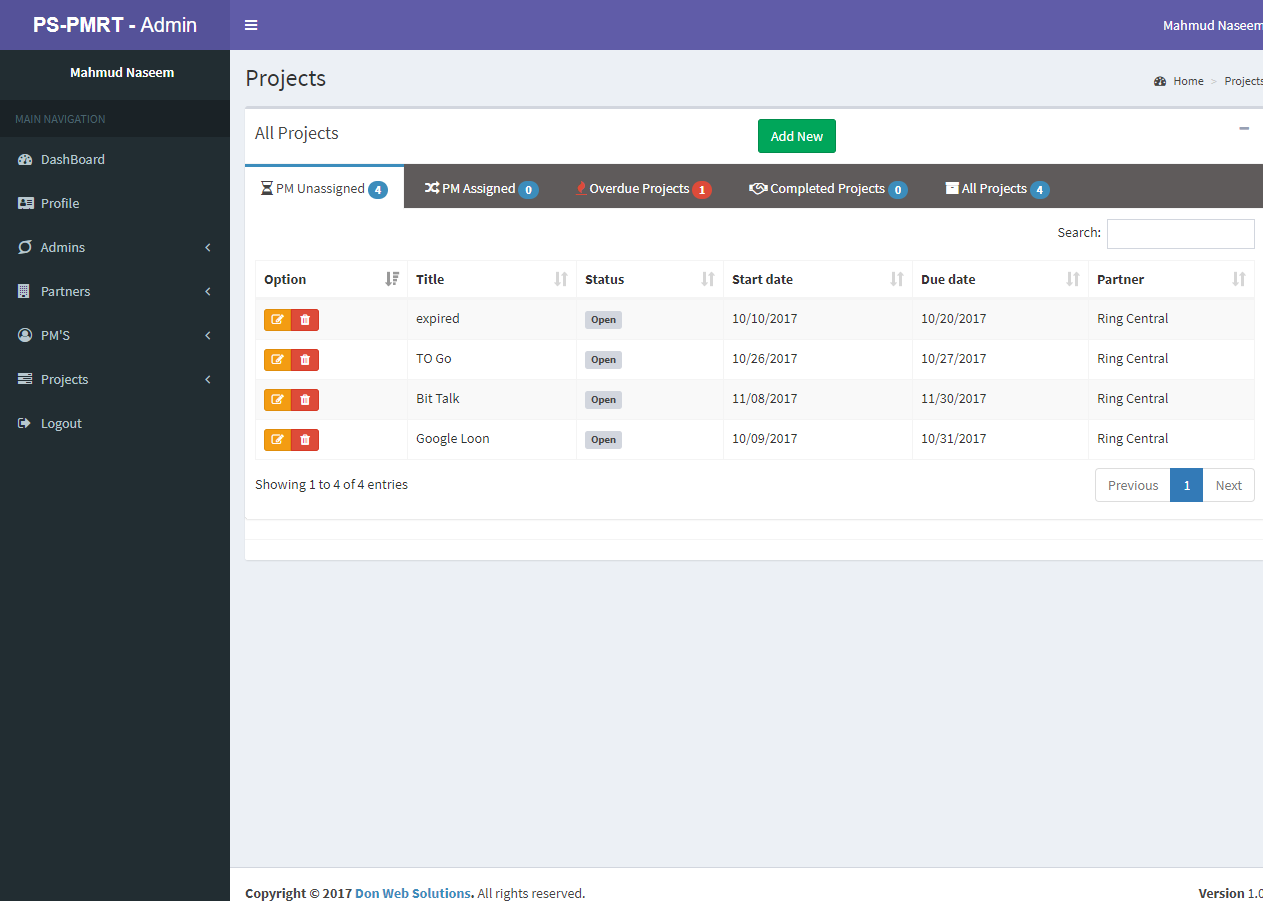 PS-PMRT - Admin
Mahmud Naseem
Mahmud Naseem
MAIN NAVIGATION
DashBoard
Profile
Admins
Partners
PM'S
Projects
Logout
Projects
Home > Projects
All Projects
Add New
PM Unassigned 4 PM Assigned 0 Overdue Projects 1 Completed Projects 0 All Projects 4
Search:
Option Title Status Start date Due date Partner
expired Open 10/10/2017 10/20/2017 Ring Central
TO Go Open 10/26/2017 10/27/2017 Ring Central
Bit Talk Open 11/08/2017 11/30/2017 Ring Central
Google Loon Open 10/09/2017 10/31/2017 Ring Central
Showing 1 to 4 of 4 entries
Previous 1 Next
Copyright © 2017 Don Web Solutions. All rights reserved.
Version 1.0